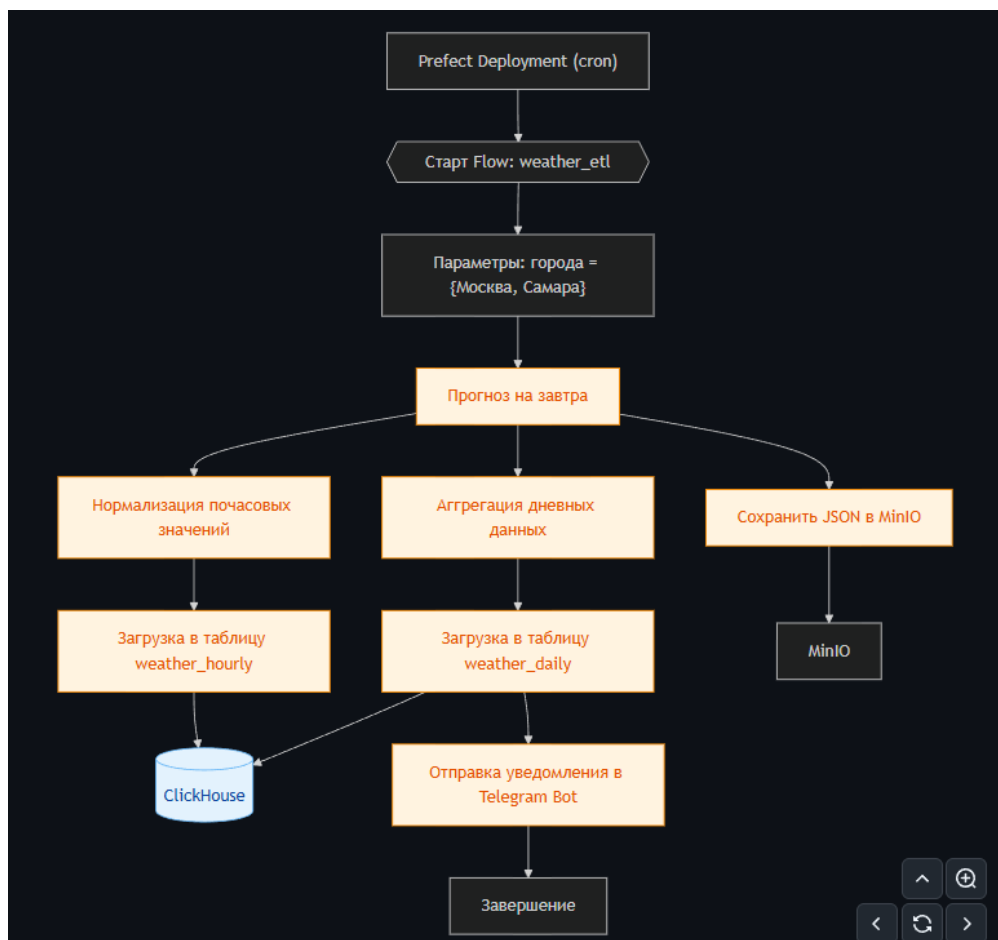 Prefect Deployment (cron)
Старт Flow: weather_etl
Параметры: города =
{Москва, Самара}
Прогноз на завтра
Нормализация почасовых
значений
Аггрегация дневных
данных
Сохранить JSON в MinIO
Загрузка в таблицу
weather_hourly
Загрузка в таблицу
weather_daily
MinIO
ClickHouse
Отправка уведомления в
Telegram Bot
Завершение